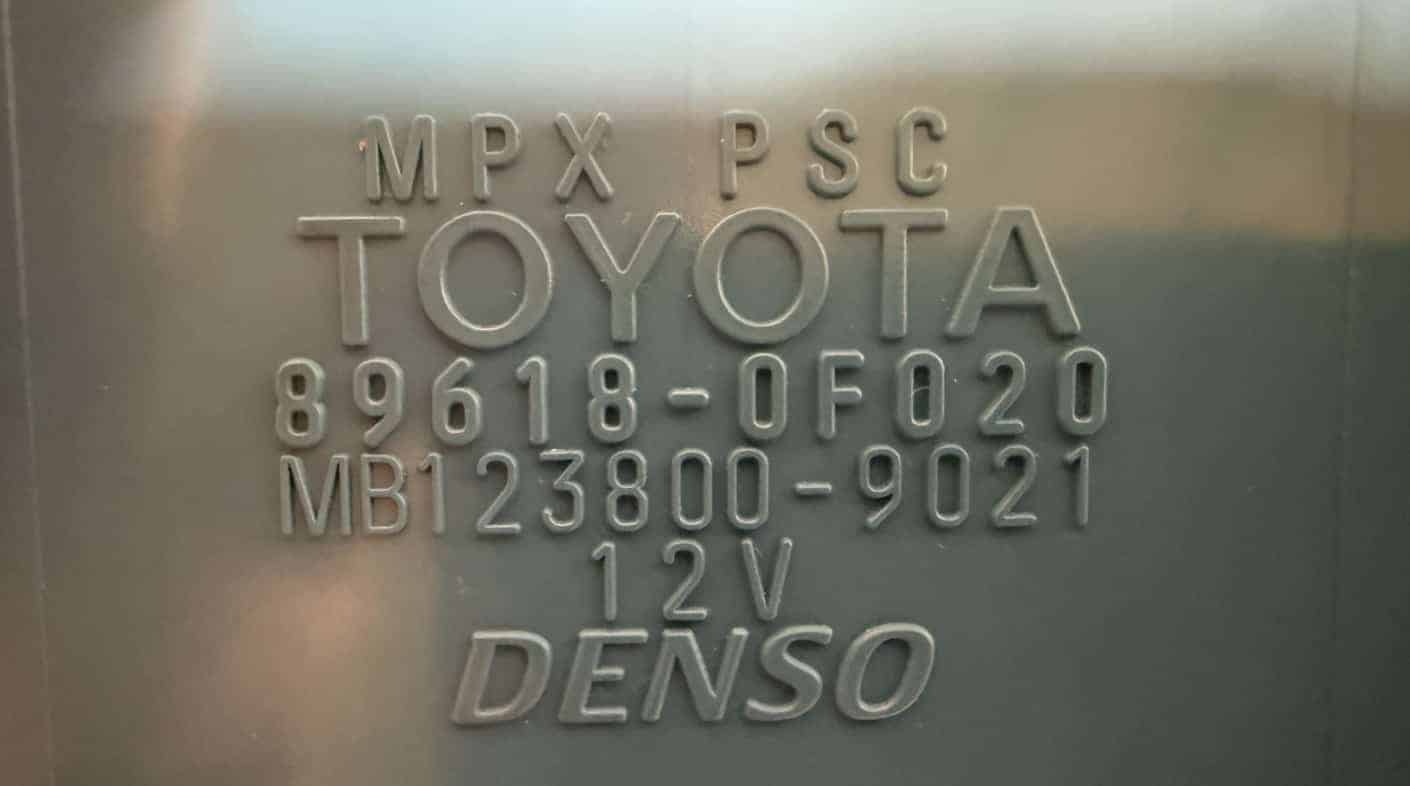 MPX PSC
TOYOTA
89618-0F020
MB123800-9021
12V
DENSO